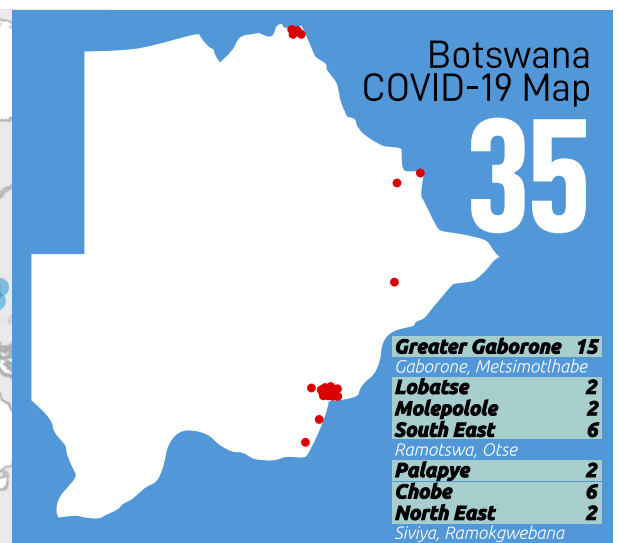 Botswana
COVID-19 Map
35
Greater Gaborone 15
Gaborone, Metsimotlhabe
Lobatse 2
Molepolole 2
South East 6
Ramotswa, Otse
Palapye 2
Chobe 6
North East 2
Siviya, Ramokgwebana